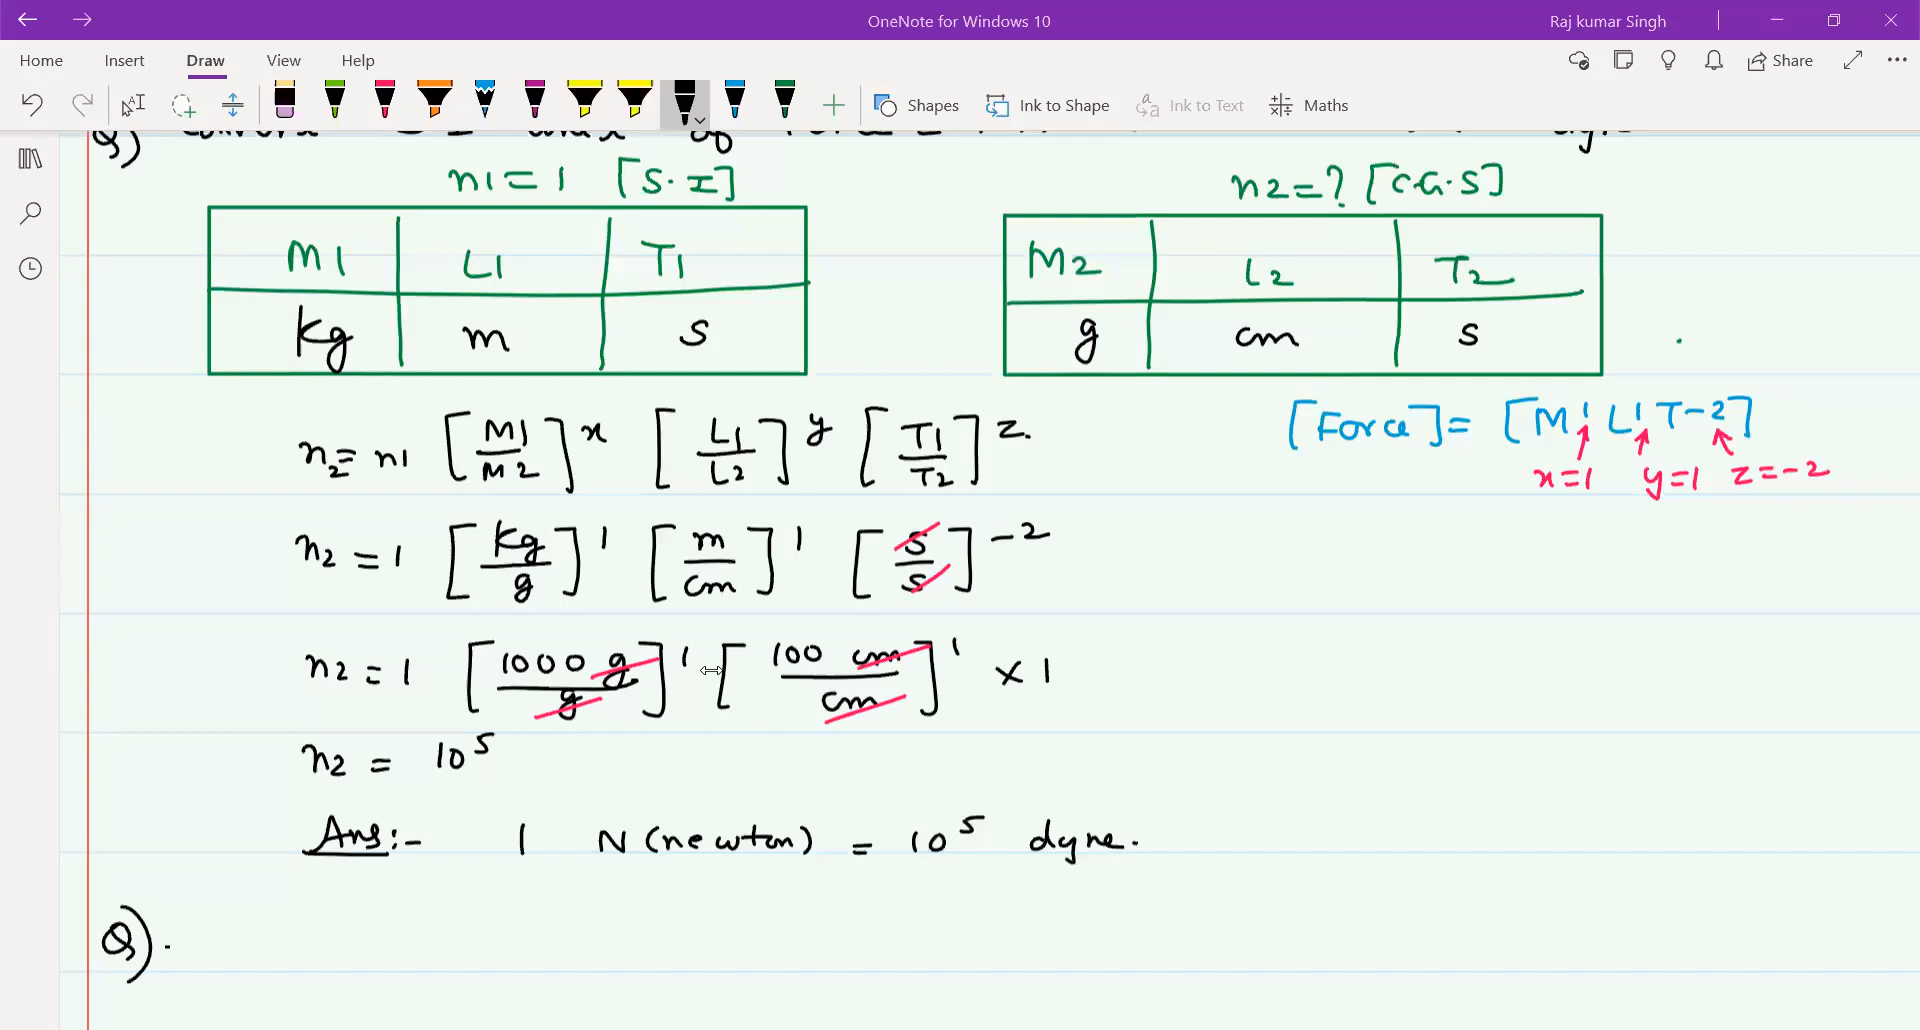 OneNote for Windows 10
Raj kumar Singh
Home Insert Draw View Help
Share
Shapes Ink to Shape Ink to Text Maths
Q) of
n1 = 1 [S.I]
n2 = ? [C.G.S]
M1 L1 T1
Kg m s
M2 L2 T2
g cm s
[Force] = [M1 L1 T-2]
x=1 y=1 z=-2
n2 = n1 [M1/M2]^x [L1/L2]^y [T1/T2]^z.
n2 = 1 [Kg/g]^1 [m/cm]^1 [s/s]^-2
n2 = 1 [1000 g/g]^1 [100 cm/cm]^1 × 1
n2 = 10^5
Ans:- 1 N (newton) = 10^5 dyne.
Q).